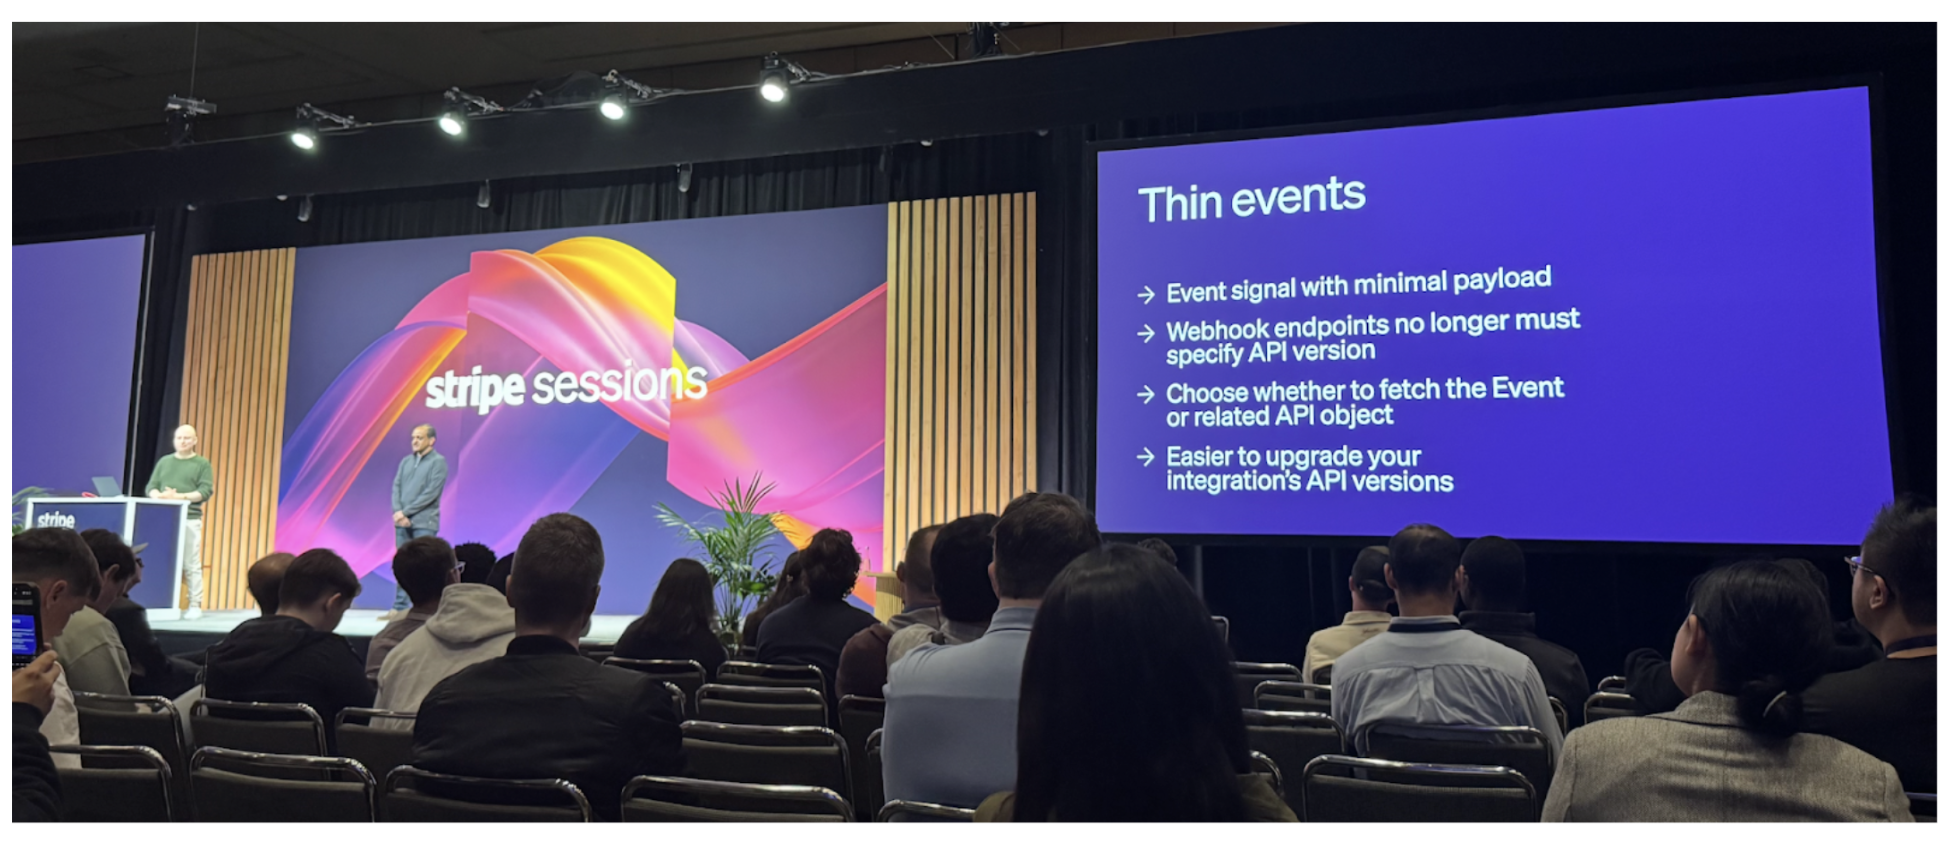 stripe sessions
stripe
Thin events
→ Event signal with minimal payload
→ Webhook endpoints no longer must
specify API version
→ Choose whether to fetch the Event
or related API object
→ Easier to upgrade your
integration's API versions